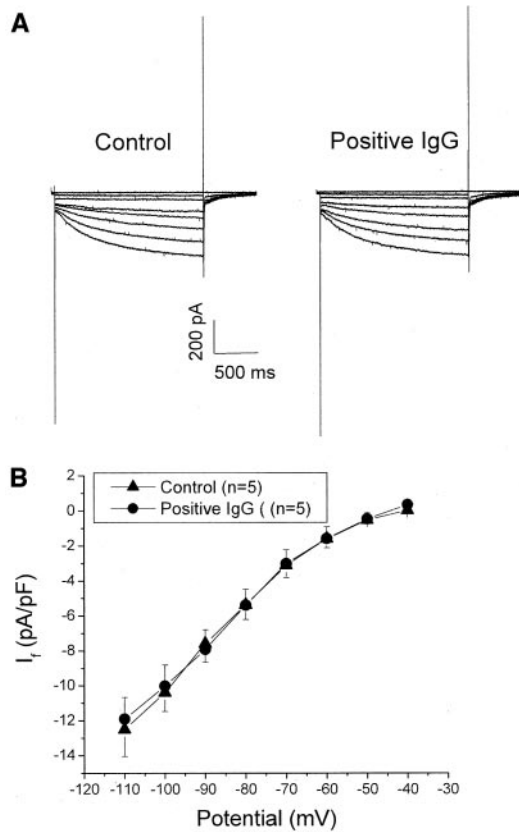 A
Control
Positive IgG
200 pA
500 ms
B
Control (n=5)
Positive IgG ( (n=5)
2
0
-2
-4
-6
-8
-10
-12
-14
I_f (pA/pF)
-120 -110 -100 -90 -80 -70 -60 -50 -40 -30
Potential (mV)